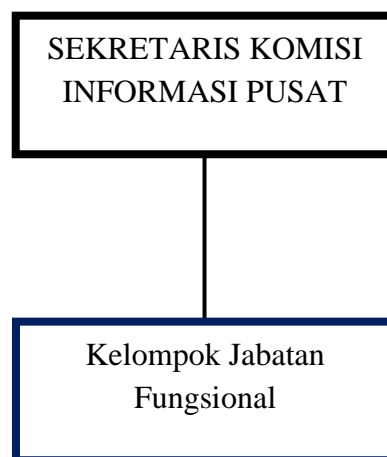 SEKRETARIS KOMISI
INFORMASI PUSAT
Kelompok Jabatan
Fungsional